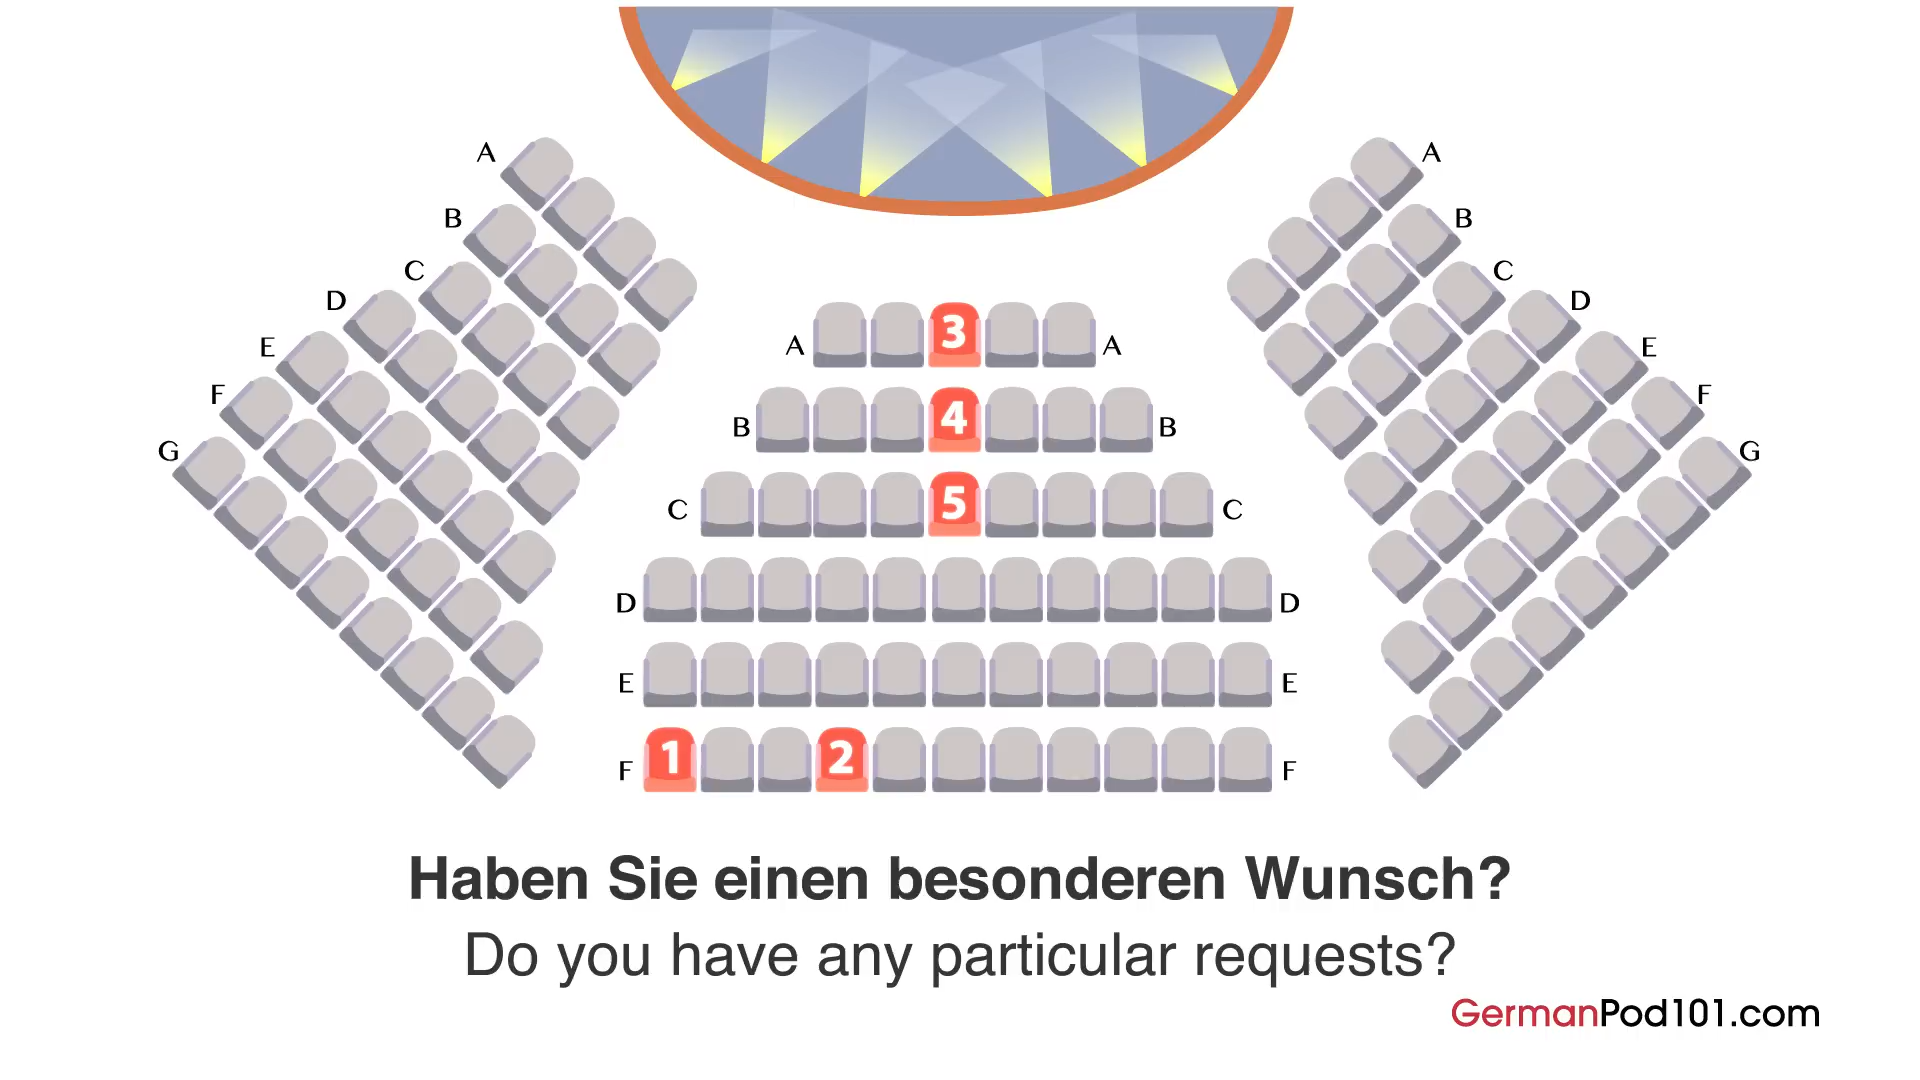 A
A
B
B
C
C
D
D
E
E
F
F
G
G
A 3 A
B 4 B
C 5 C
D D
E E
F 1 2 F
Haben Sie einen besonderen Wunsch?
Do you have any particular requests?
GermanPod101.com